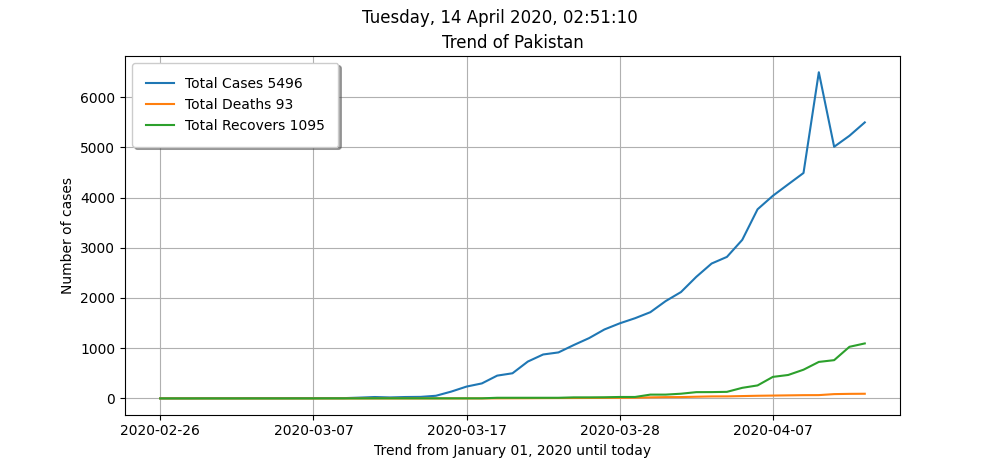 Tuesday, 14 April 2020, 02:51:10
Trend of Pakistan
Total Cases 5496
Total Deaths 93
Total Recovers 1095
Number of cases
6000
5000
4000
3000
2000
1000
0
2020-02-26 2020-03-07 2020-03-17 2020-03-28 2020-04-07
Trend from January 01, 2020 until today